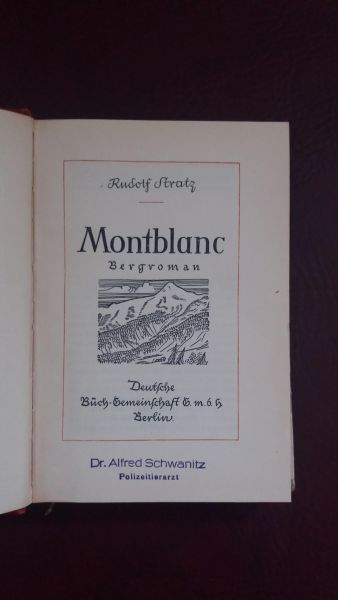 Rudolf Stratz
Montblanc
Bergroman
Deutsche
Buch-Gemeinschaft G.m.b.H
Berlin
Dr. Alfred Schwanitz
Polizeitierarzt